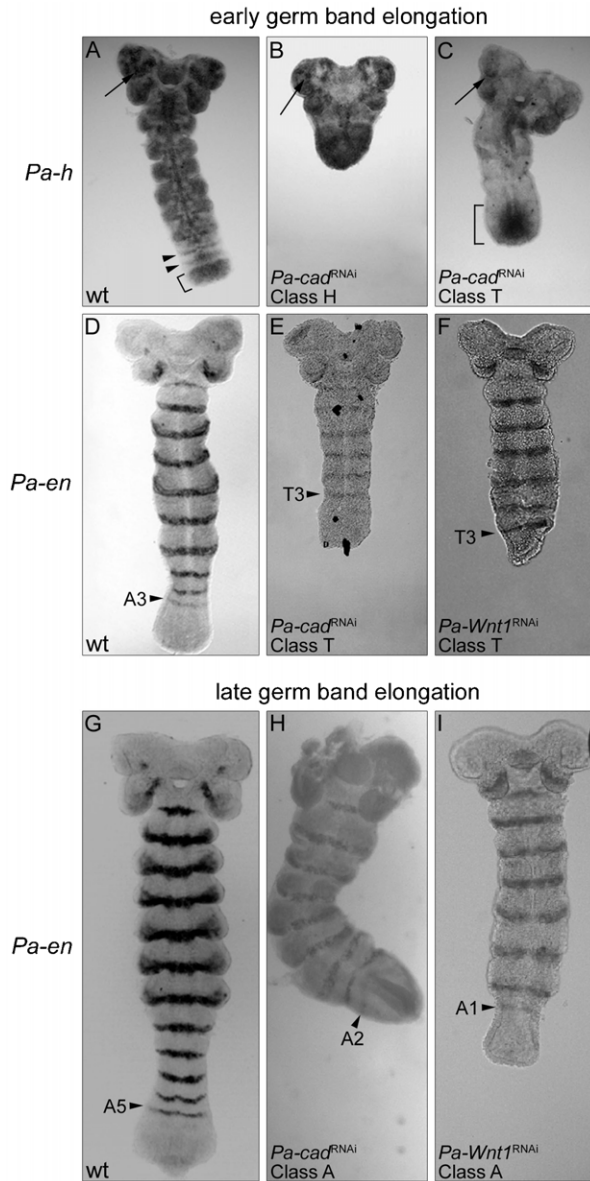 early germ band elongation
A
B
C
Pa-h
wt
Pa-cadRNAi
Class H
Pa-cadRNAi
Class T
D
E
F
Pa-en
A3
T3
T3
wt
Pa-cadRNAi
Class T
Pa-Wnt1RNAi
Class T
late germ band elongation
G
H
I
Pa-en
A5
A2
A1
wt
Pa-cadRNAi
Class A
Pa-Wnt1RNAi
Class A